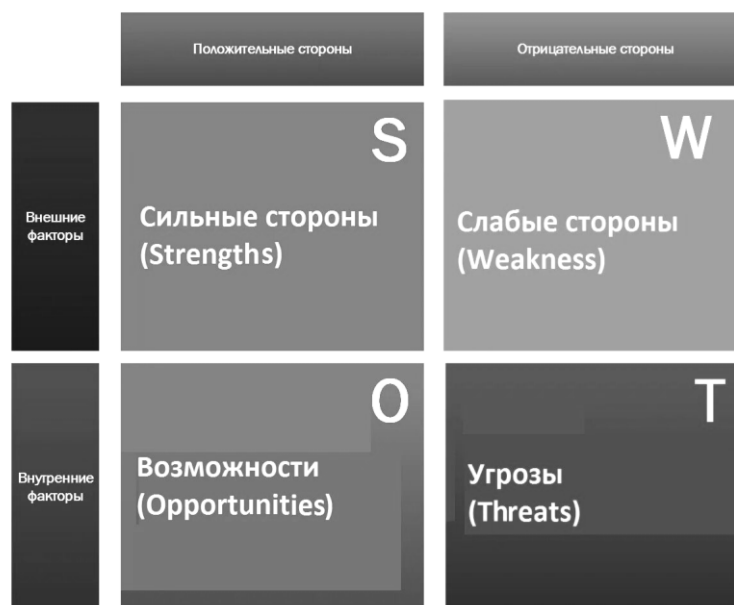 Положительные стороны
Отрицательные стороны
Внешние
факторы
S
Сильные стороны
(Strengths)
W
Слабые стороны
(Weakness)
Внутренние
факторы
O
Возможности
(Opportunities)
T
Угрозы
(Threats)